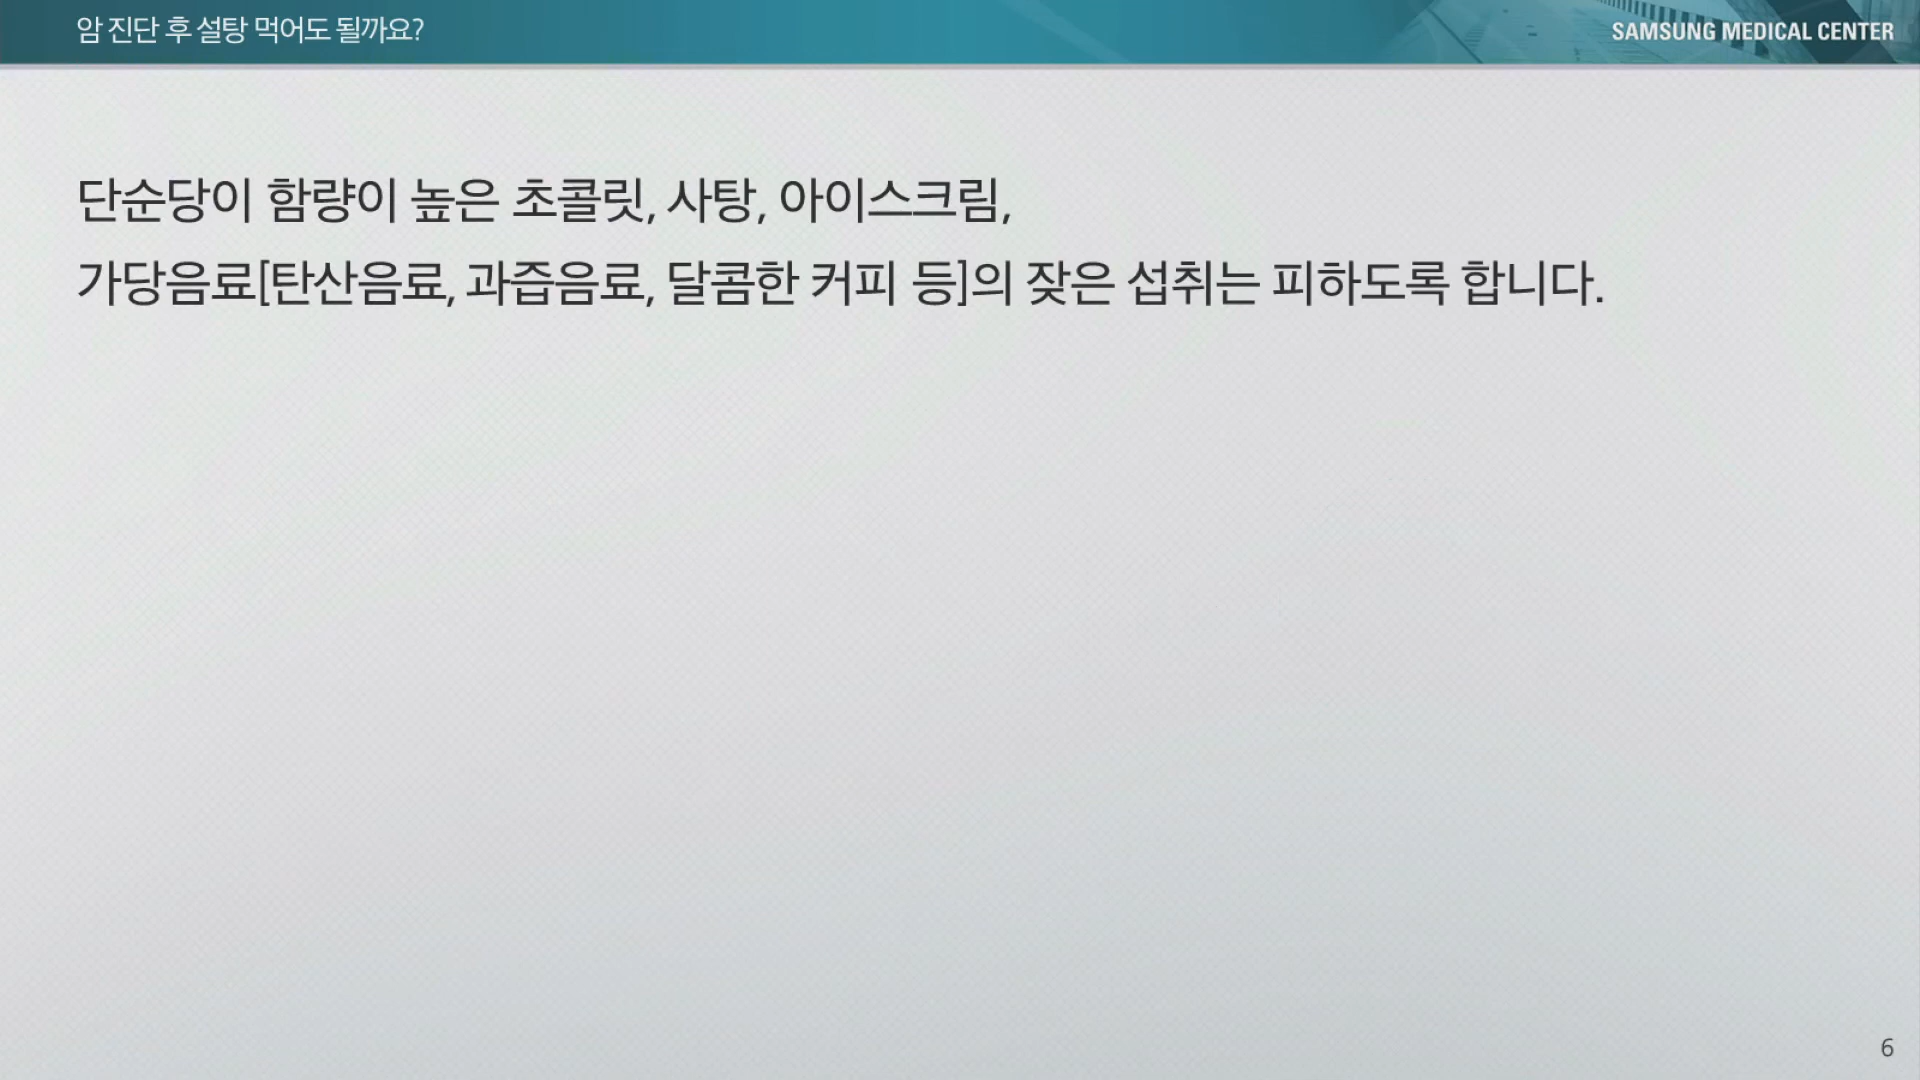 암 진단 후 설탕 먹어도 될까요?
SAMSUNG MEDICAL CENTER
단순당이 함량이 높은 초콜릿, 사탕, 아이스크림,
가당음료[탄산음료, 과즙음료, 달콤한 커피 등]의 잦은 섭취는 피하도록 합니다.
6